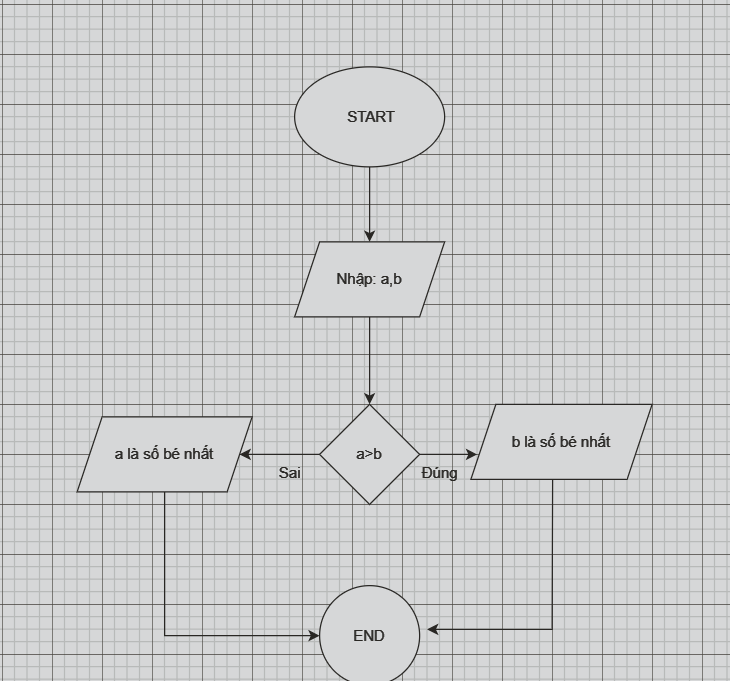 START
Nhập: a,b
a>b
Sai
Đúng
a là số bé nhất
b là số bé nhất
END